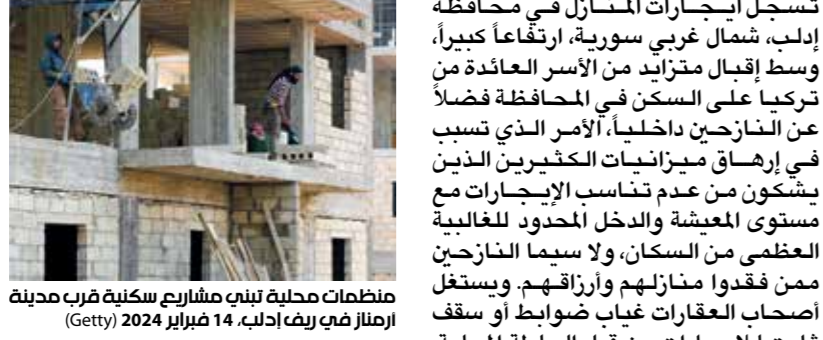 تسجل إيجارات المنازل في محافظة
إدلب، شمال غربي سورية، ارتفاعاً كبيراً،
وسط إقبال متزايد من الأسر العائدة من
تركيا على السكن في المحافظة فضلاً
عن النازحين داخلياً، الأمر الذي تسبب
في إرهاق ميزانيات الكثيرين الذين
يشكون من عدم تناسب الإيجارات مع
مستوى المعيشة والدخل المحدود للغالبية
العظمى من السكان، ولا سيما النازحين
ممن فقدوا منازلهم وأرزاقهم. ويستغل
أصحاب العقارات غياب ضوابط أو سقف
منظمات محلية تبني مشاريع سكنية قرب مدينة
أرمناز في ريف إدلب، 14 فبراير 2024 (Getty)